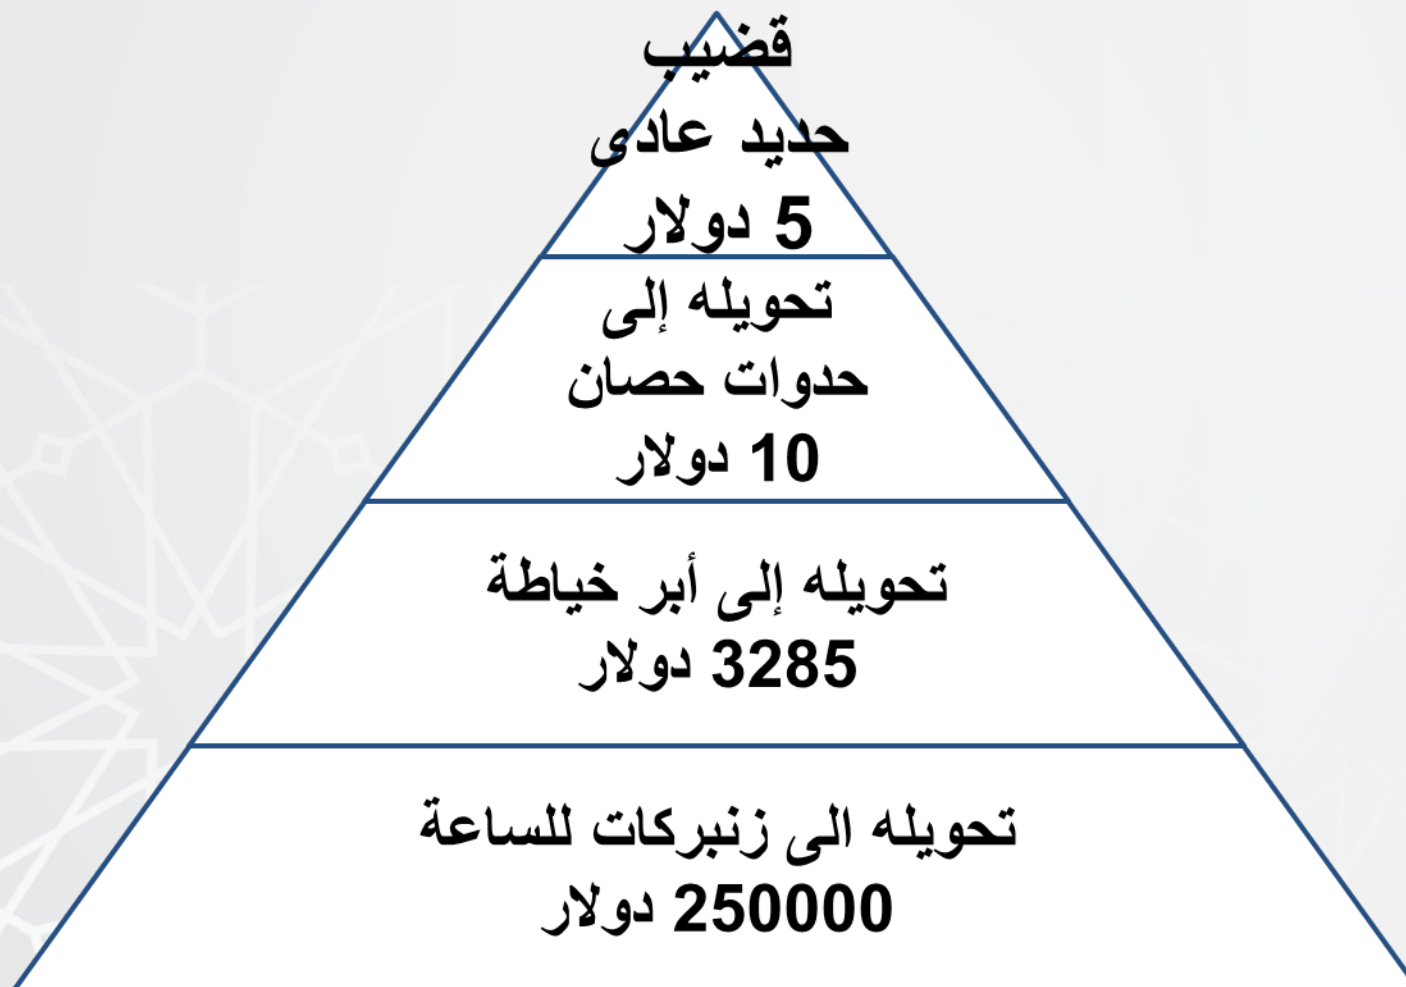 قضيب
حديد عادى
5 دولار
تحويله إلى
حدوات حصان
10 دولار
تحويله إلى أبر خياطة
3285 دولار
تحويله الى زنبركات للساعة
250000 دولار